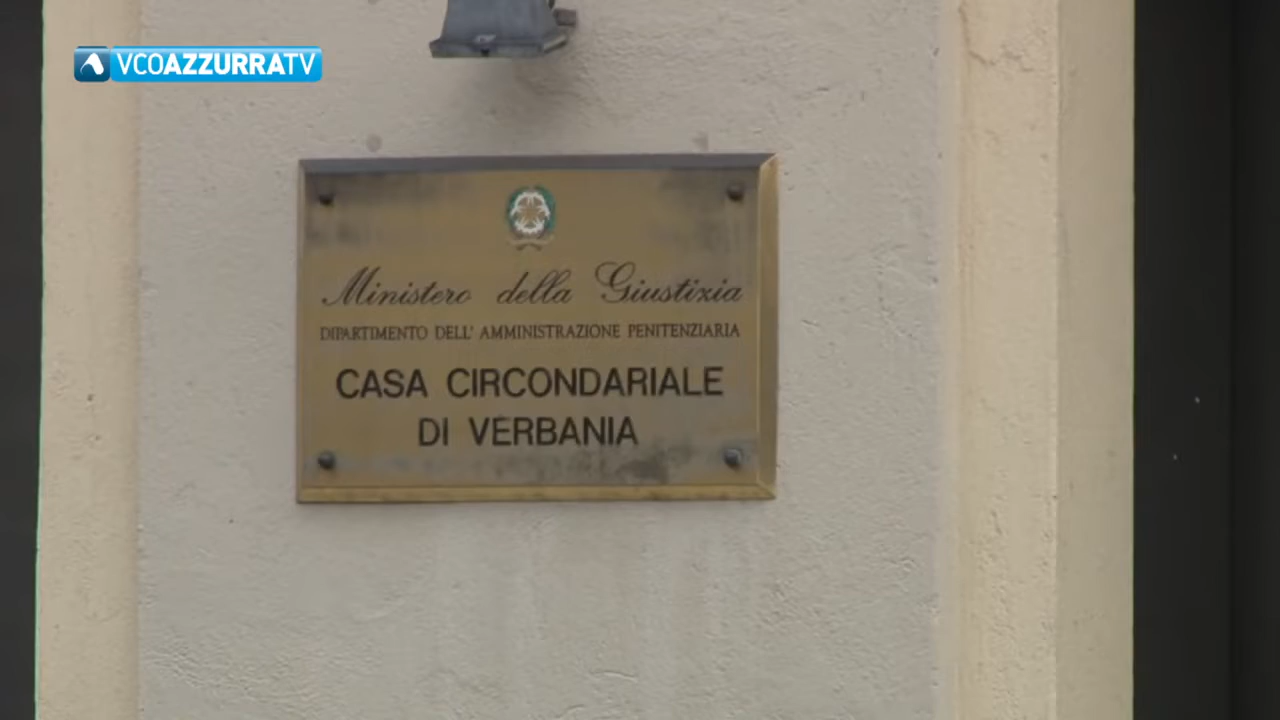 VCOAZZURRATV
Ministero della Giustizia
DIPARTIMENTO DELL' AMMINISTRAZIONE PENITENZIARIA
CASA CIRCONDARIALE
DI VERBANIA